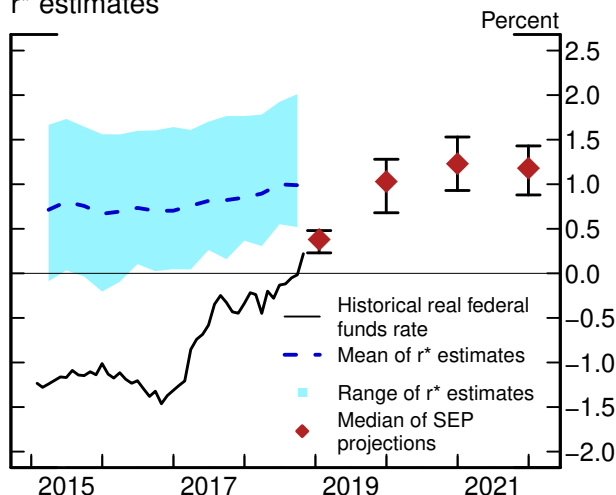 r* estimates
Percent
2.5
2.0
1.5
1.0
0.5
0.0
−0.5
−1.0
−1.5
−2.0
Historical real federal
funds rate
Mean of r* estimates
Range of r* estimates
Median of SEP
projections
2015
2017
2019
2021